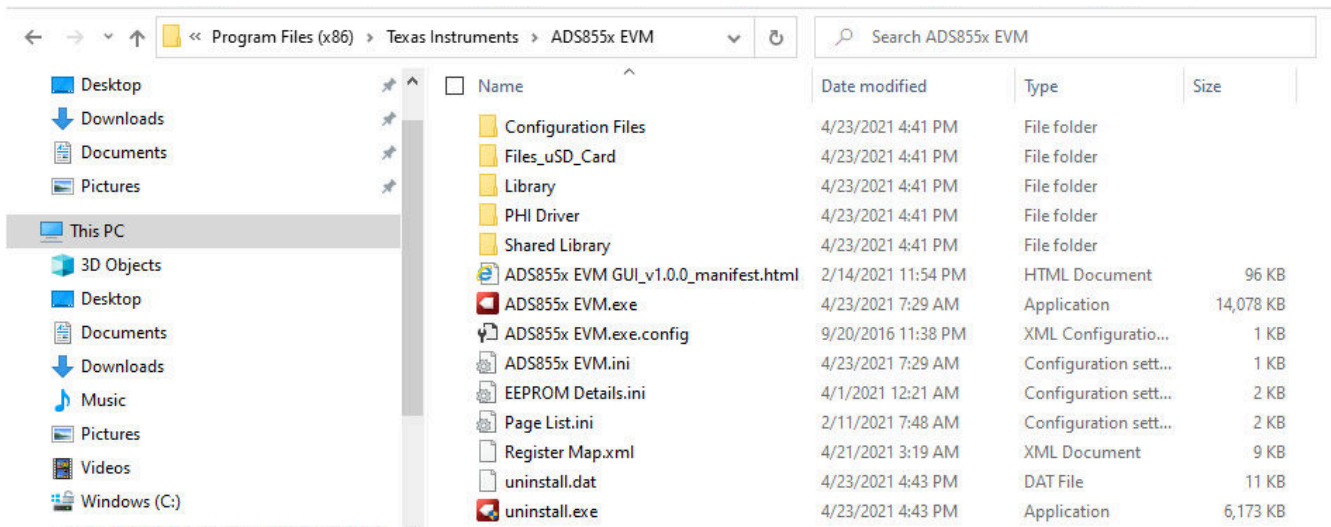 « Program Files (x86) > Texas Instruments > ADS855x EVM
Search ADS855x EVM
Desktop
Downloads
Documents
Pictures
This PC
3D Objects
Desktop
Documents
Downloads
Music
Pictures
Videos
Windows (C:)
Name Date modified Type Size
Configuration Files 4/23/2021 4:41 PM File folder
Files_uSD_Card 4/23/2021 4:41 PM File folder
Library 4/23/2021 4:41 PM File folder
PHI Driver 4/23/2021 4:41 PM File folder
Shared Library 4/23/2021 4:41 PM File folder
ADS855x EVM GUI_v1.0.0_manifest.html 2/14/2021 11:54 PM HTML Document 96 KB
ADS855x EVM.exe 4/23/2021 7:29 AM Application 14,078 KB
ADS855x EVM.exe.config 9/20/2016 11:38 PM XML Configuratio... 1 KB
ADS855x EVM.ini 4/23/2021 7:29 AM Configuration sett... 1 KB
EEPROM Details.ini 4/1/2021 12:21 AM Configuration sett... 2 KB
Page List.ini 2/11/2021 7:48 AM Configuration sett... 2 KB
Register Map.xml 4/21/2021 3:19 AM XML Document 9 KB
uninstall.dat 4/23/2021 4:43 PM DAT File 11 KB
uninstall.exe 4/23/2021 4:43 PM Application 6,173 KB